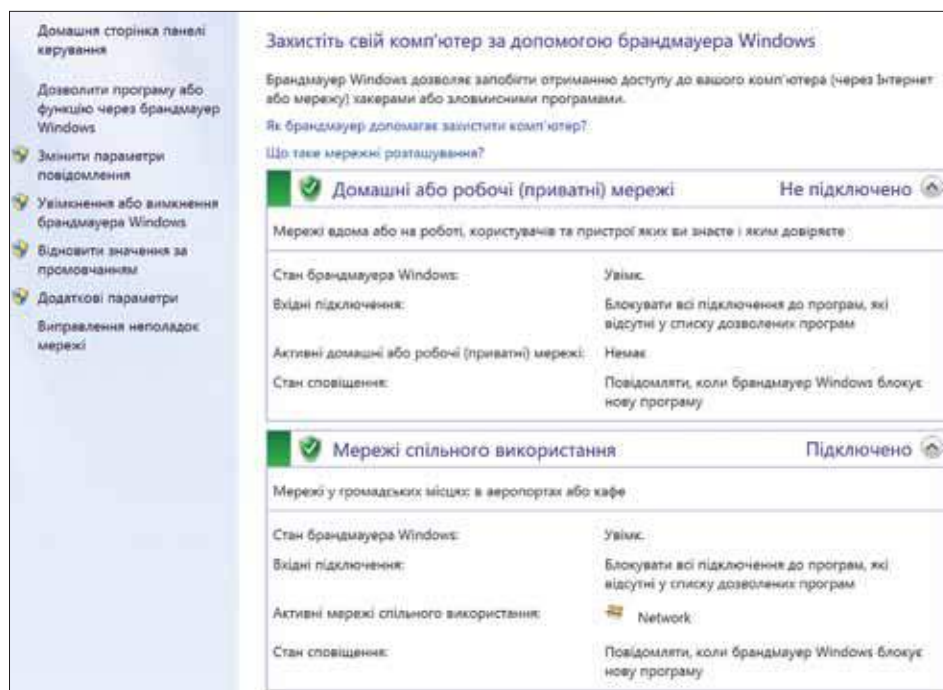 Домашня сторінка панелі
керування
Дозволити програму або
функцію через брандмауер
Windows
Змінити параметри
повідомлення
Увімкнення або вимкнення
брандмауера Windows
Відновити значення за
промовчанням
Додаткові параметри
Виправлення неполадок
мережі
Захистіть свій комп'ютер за допомогою брандмауера Windows
Брандмауер Windows дозволяє запобігти отриманню доступу до вашого комп'ютера (через Інтернет
або мережу) хакерами або зловмисними програмами.
Як брандмауер допомагає захистити комп'ютер?
Що таке мережні розташування?
Домашні або робочі (приватні) мережі Не підключено
Мережі вдома або на роботі, користувачів та пристрої яких ви знаєте і яким довіряєте
Стан брандмауера Windows: Увімк.
Вхідні підключення: Блокувати всі підключення до програм, які
відсутні у списку дозволених програм
Активні домашні або робочі (приватні) мережі: Немає
Стан сповіщення: Повідомляти, коли брандмауер Windows блокує
нову програму
Мережі спільного використання Підключено
Мережі у громадських місцях: в аеропортах або кафе
Стан брандмауера Windows: Увімк.
Вхідні підключення: Блокувати всі підключення до програм, які
відсутні у списку дозволених програм
Активні мережі спільного використання: Network
Стан сповіщення: Повідомляти, коли брандмауер Windows блокує
нову програму